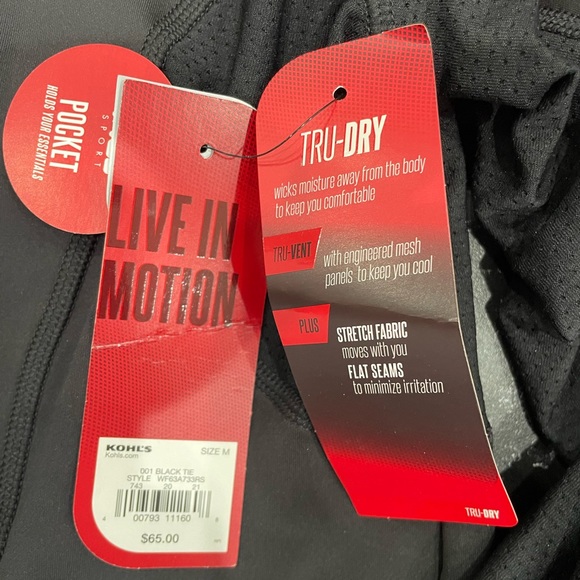 SPORT
POCKET
HOLDS YOUR ESSENTIALS
LIVE IN
MOTION
KOHL'S
Kohls.com
SIZE M
001 BLACK TIE
STYLE WF63A733RS
743 20 21
4 00793 11160
$65.00
TRU-DRY
wicks moisture away from the body
to keep you comfortable
TRU-VENT
with engineered mesh
panels to keep you cool
PLUS
STRETCH FABRIC
moves with you
FLAT SEAMS
to minimize irritation
TRU-DRY